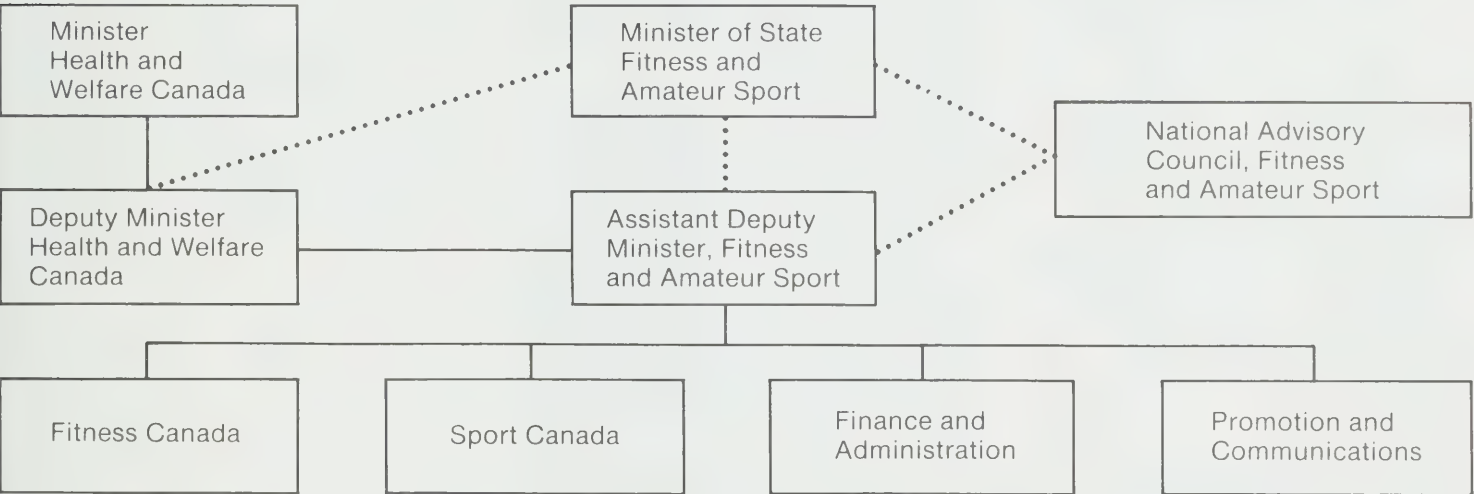 Minister
Health and
Welfare Canada
Minister of State
Fitness and
Amateur Sport
National Advisory
Council, Fitness
and Amateur Sport
Deputy Minister
Health and Welfare
Canada
Assistant Deputy
Minister, Fitness
and Amateur Sport
Fitness Canada
Sport Canada
Finance and
Administration
Promotion and
Communications